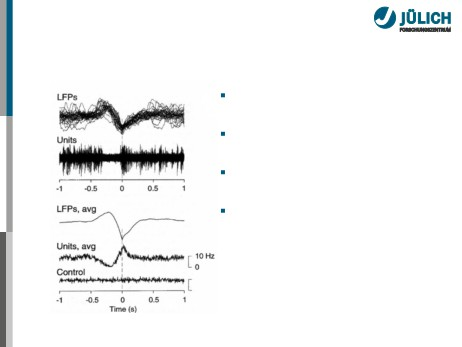 JÜLICH
FORSCHUNGSZENTRUM
LFPs
Units
-1 -0.5 0 0.5 1
LFPs, avg
Units, avg
10 Hz
0
Control
-1 -0.5 0 0.5 1
Time (s)